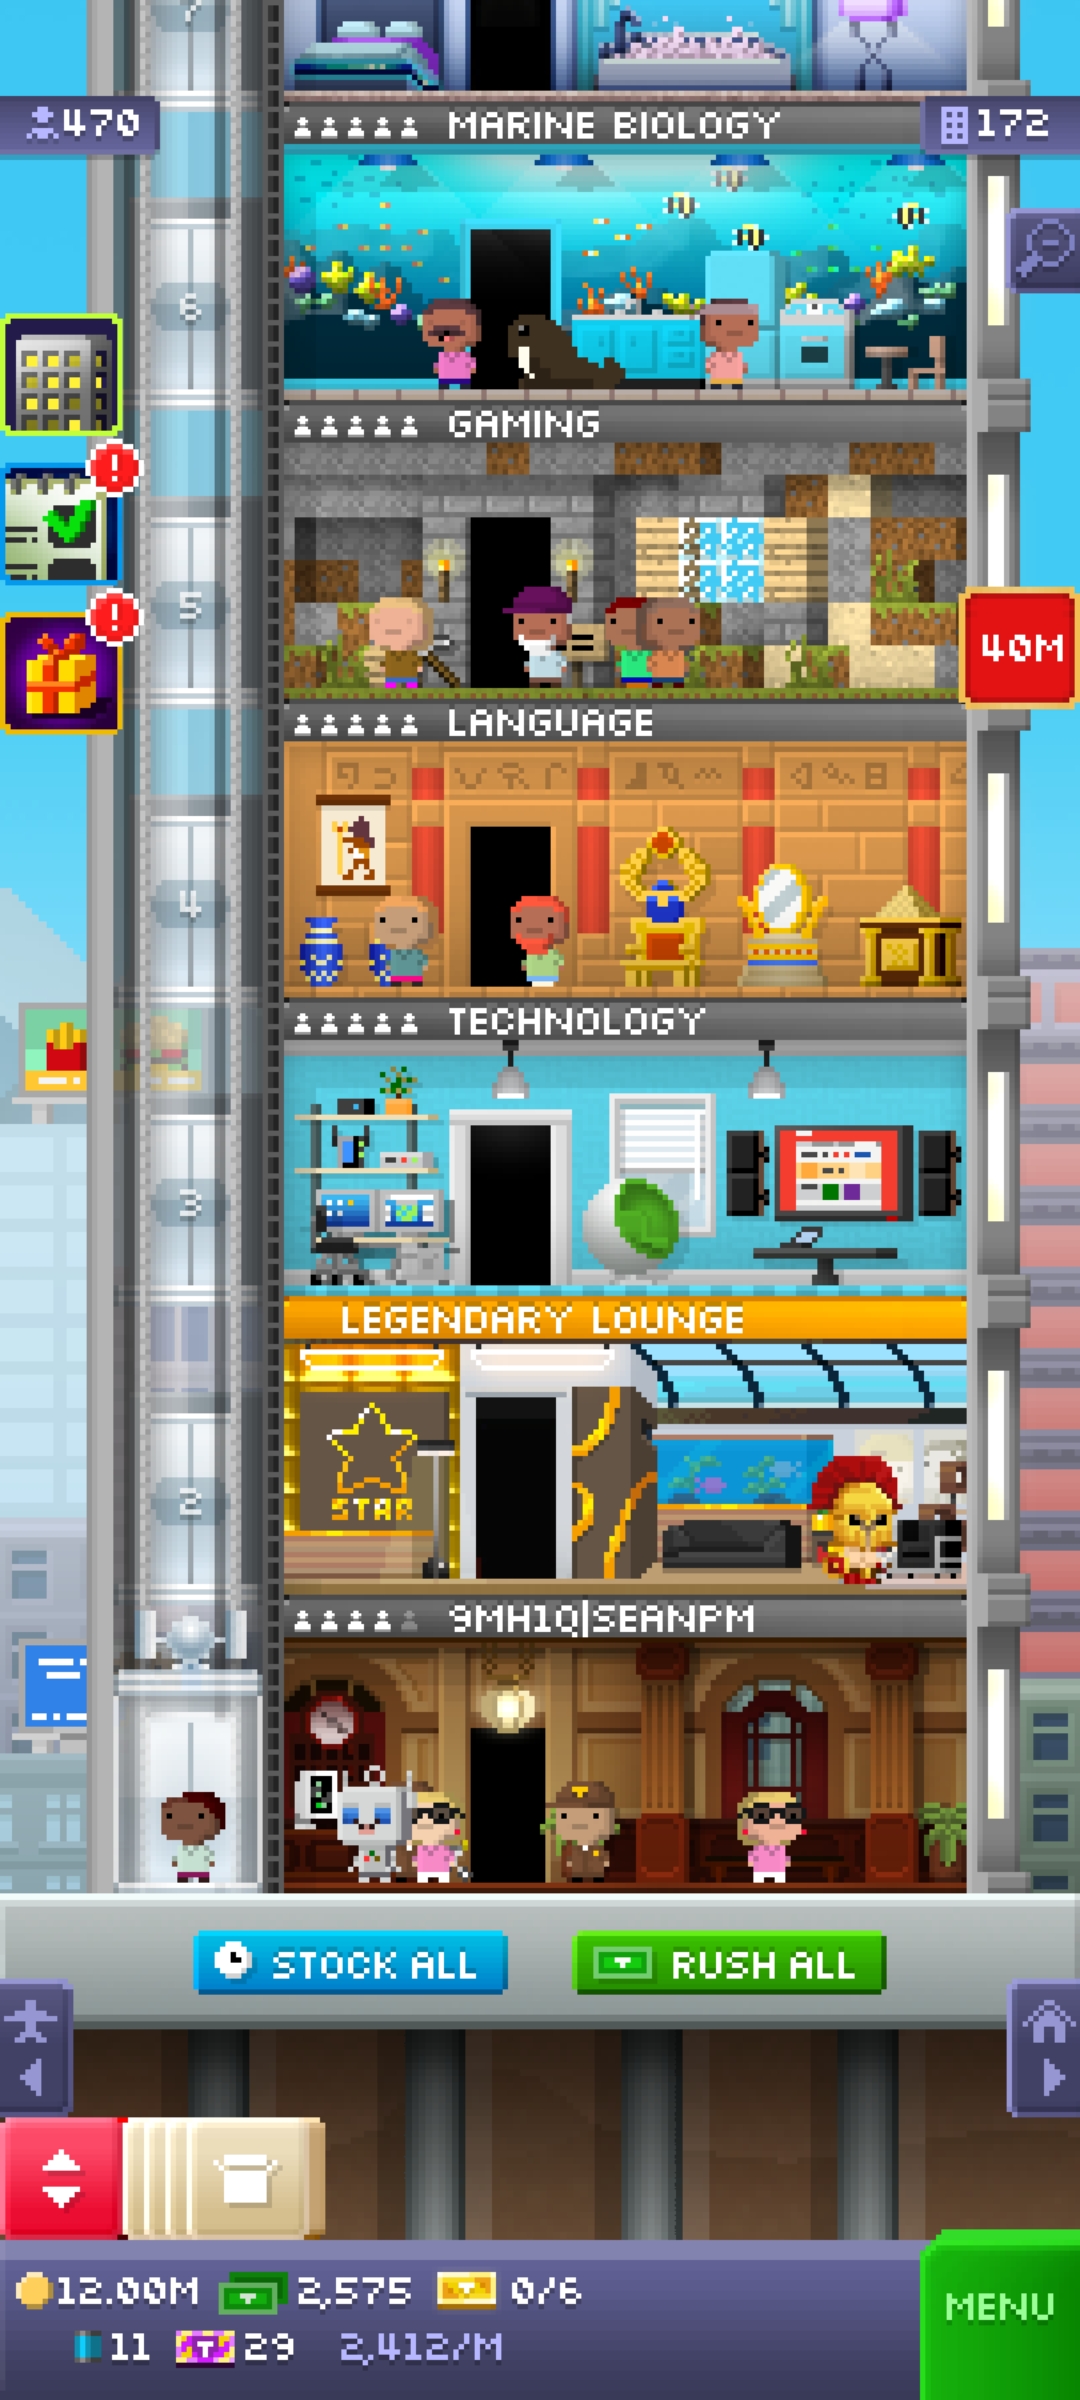 7
470
MARINE BIOLOGY
172
6
GAMING
5
40M
LANGUAGE
4
TECHNOLOGY
3
LEGENDARY LOUNGE
STAR
2
9MH1Q|SEANPM
STOCK ALL
RUSH ALL
12.00M 2,575 0/6
11 29 2,412/M
MENU